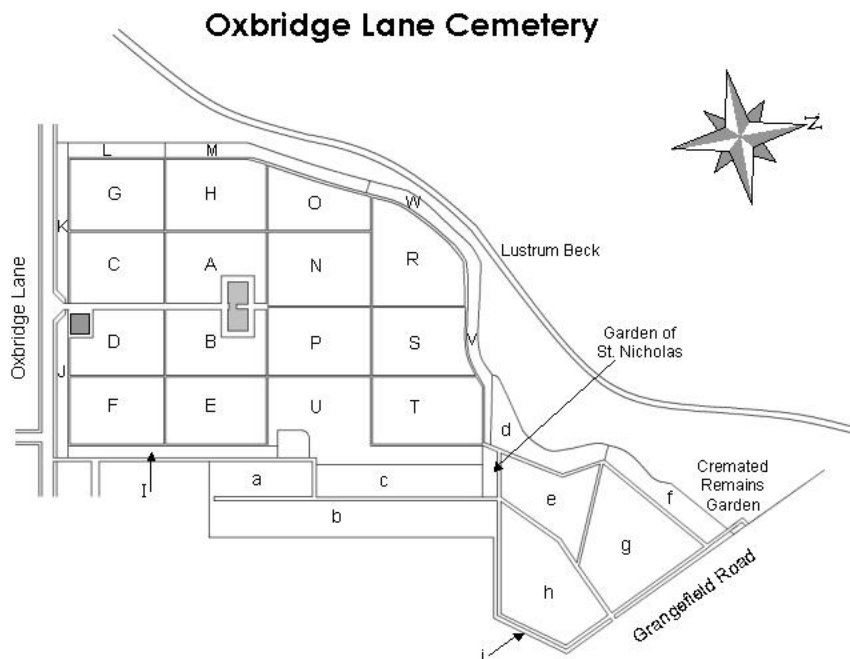 Oxbridge Lane Cemetery
N
L
M
G
H
O
W
K
C
A
N
R
Lustrum Beck
Oxbridge Lane
Garden of
St. Nicholas
J
D
B
P
S
V
F
E
U
T
d
I
a
c
e
f
Cremated
Remains
Garden
b
g
h
Grangefield Road
i